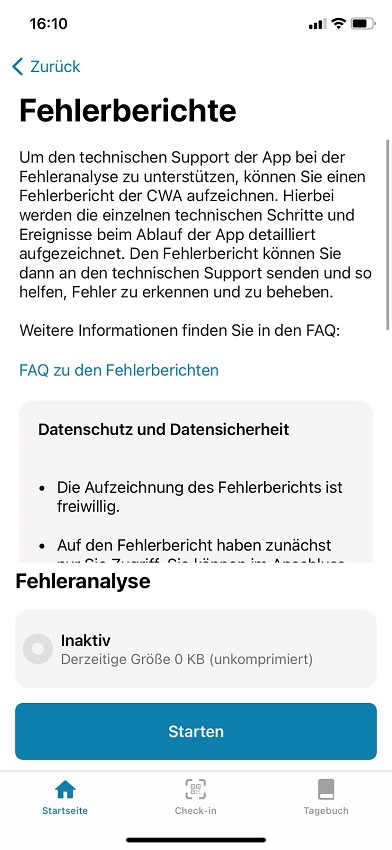 16:10
Zurück
Fehlerberichte
Um den technischen Support der App bei der
Fehleranalyse zu unterstützen, können Sie einen
Fehlerbericht der CWA aufzeichnen. Hierbei
werden die einzelnen technischen Schritte und
Ereignisse beim Ablauf der App detailliert
aufgezeichnet. Den Fehlerbericht können Sie
dann an den technischen Support senden und so
helfen, Fehler zu erkennen und zu beheben.
Weitere Informationen finden Sie in den FAQ:
FAQ zu den Fehlerberichten
Datenschutz und Datensicherheit
• Die Aufzeichnung des Fehlerberichts ist
freiwillig.
• Auf den Fehlerbericht haben zunächst
nur Sie Zugriff. Sie können im Anschluss
Fehleranalyse
Inaktiv
Derzeitige Größe 0 KB (unkomprimiert)
Starten
Startseite
Check-in
Tagebuch